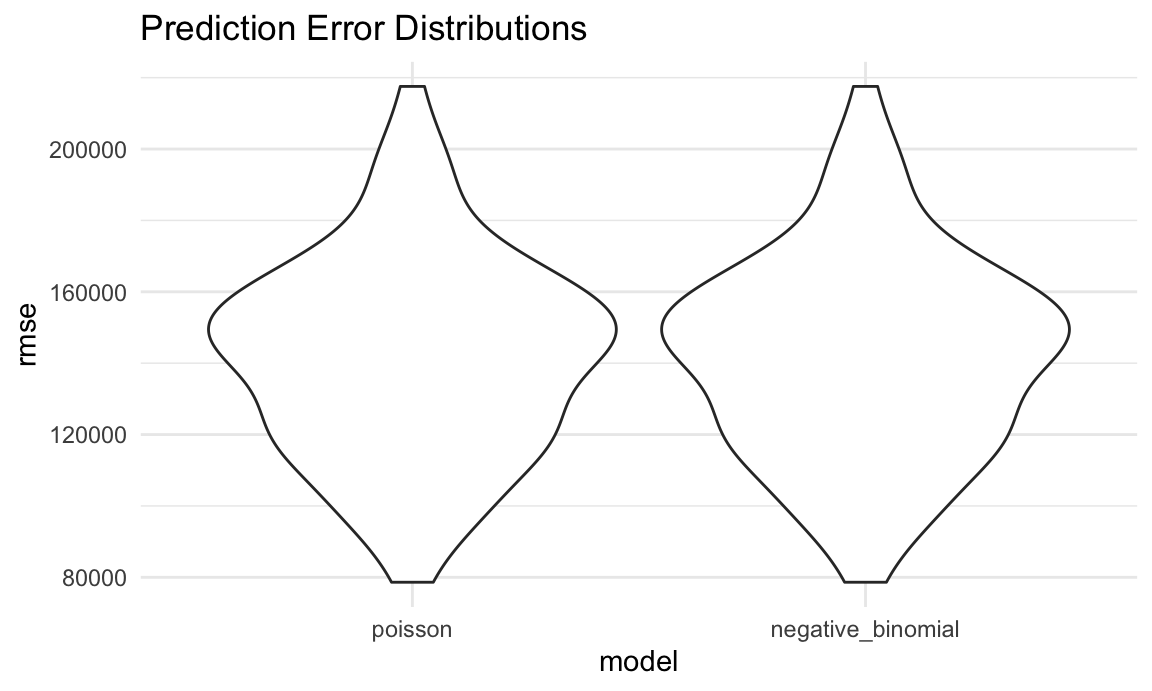 Prediction Error Distributions
200000
160000
120000
80000
rmse
poisson negative_binomial
model